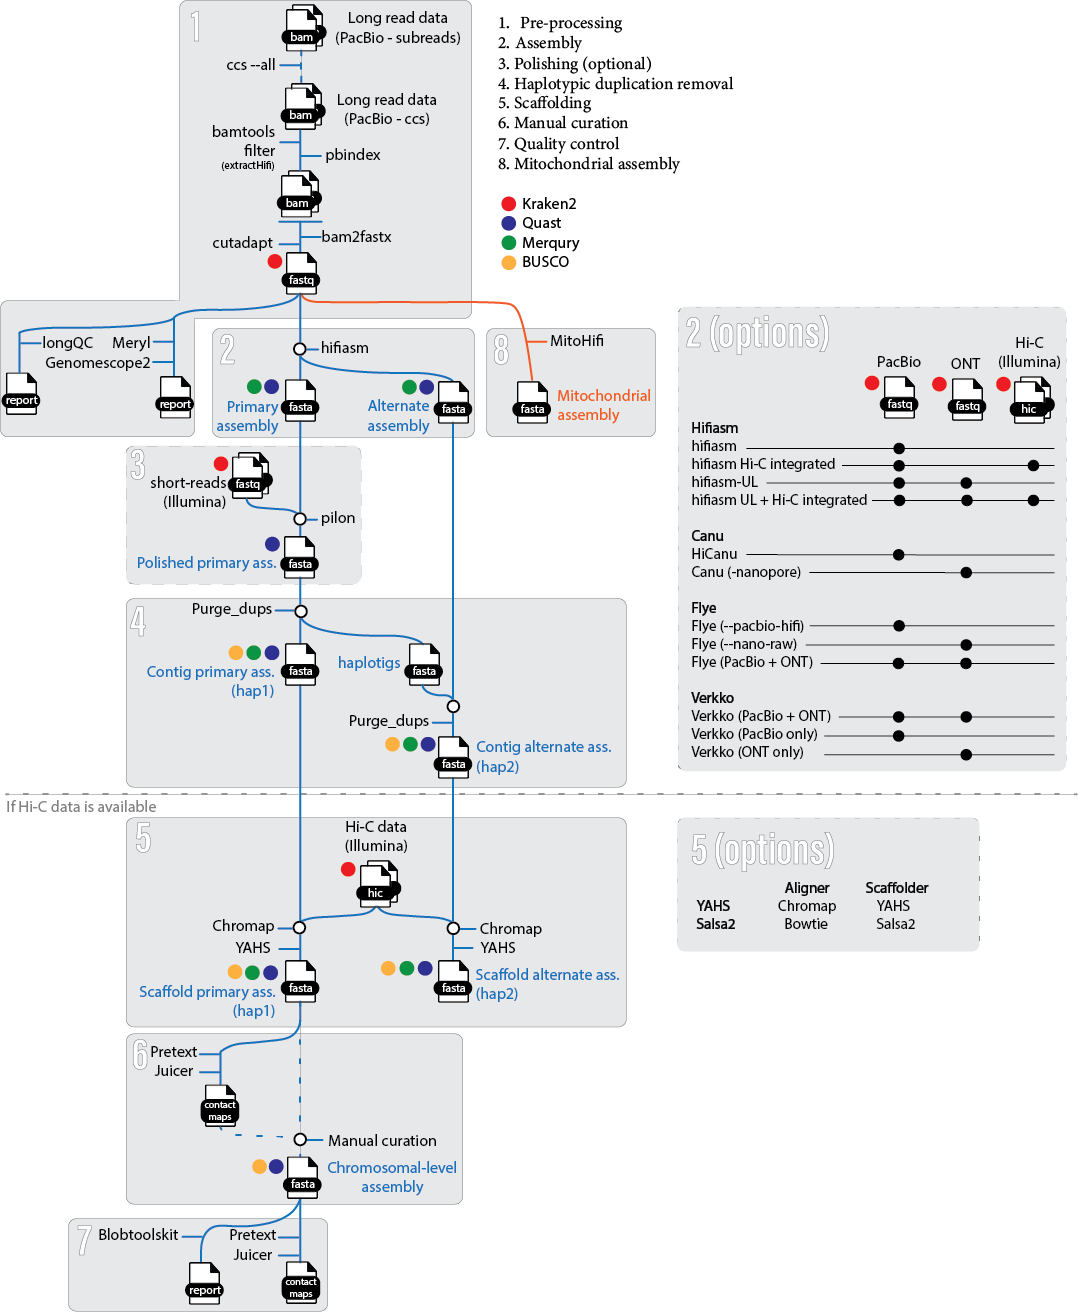 1
Long read data
(PacBio - subreads)
bam
ccs --all
Long read data
(PacBio - ccs)
bam
bamtools
filter
(extractHifi)
pbindex
bam
bam2fastx
cutadapt
fastq
1. Pre-processing
2. Assembly
3. Polishing (optional)
4. Haplotypic duplication removal
5. Scaffolding
6. Manual curation
7. Quality control
8. Mitochondrial assembly
Kraken2
Quast
Merqury
BUSCO
longQC
Meryl
Genomescope2
report
report
2
hifiasm
Primary
assembly
fasta
Alternate
assembly
fasta
8
MitoHifi
fasta
Mitochondrial
assembly
2 (options)
PacBio
ONT
Hi-C
(Illumina)
fastq
fastq
hic
Hifiasm
hifiasm
hifiasm Hi-C integrated
hifiasm-UL
hifiasm UL + Hi-C integrated
Canu
HiCanu
Canu (-nanopore)
Flye
Flye (--pacbio-hifi)
Flye (--nano-raw)
Flye (PacBio + ONT)
Verkko
Verkko (PacBio + ONT)
Verkko (PacBio only)
Verkko (ONT only)
3
short-reads
(Illumina)
fastq
pilon
Polished primary ass.
fasta
4
Purge_dups
Contig primary ass.
(hap1)
fasta
haplotigs
fasta
Purge_dups
fasta
Contig alternate ass.
(hap2)
If Hi-C data is available
5
Hi-C data
(Illumina)
hic
Chromap
YAHS
Chromap
YAHS
Scaffold primary ass.
(hap1)
fasta
fasta
Scaffold alternate ass.
(hap2)
5 (options)
Aligner Scaffolder
YAHS Chromap YAHS
Salsa2 Bowtie Salsa2
6
Pretext
Juicer
contact
maps
Manual curation
fasta
Chromosomal-level
assembly
7
Blobtoolskit
Pretext
Juicer
report
contact
maps